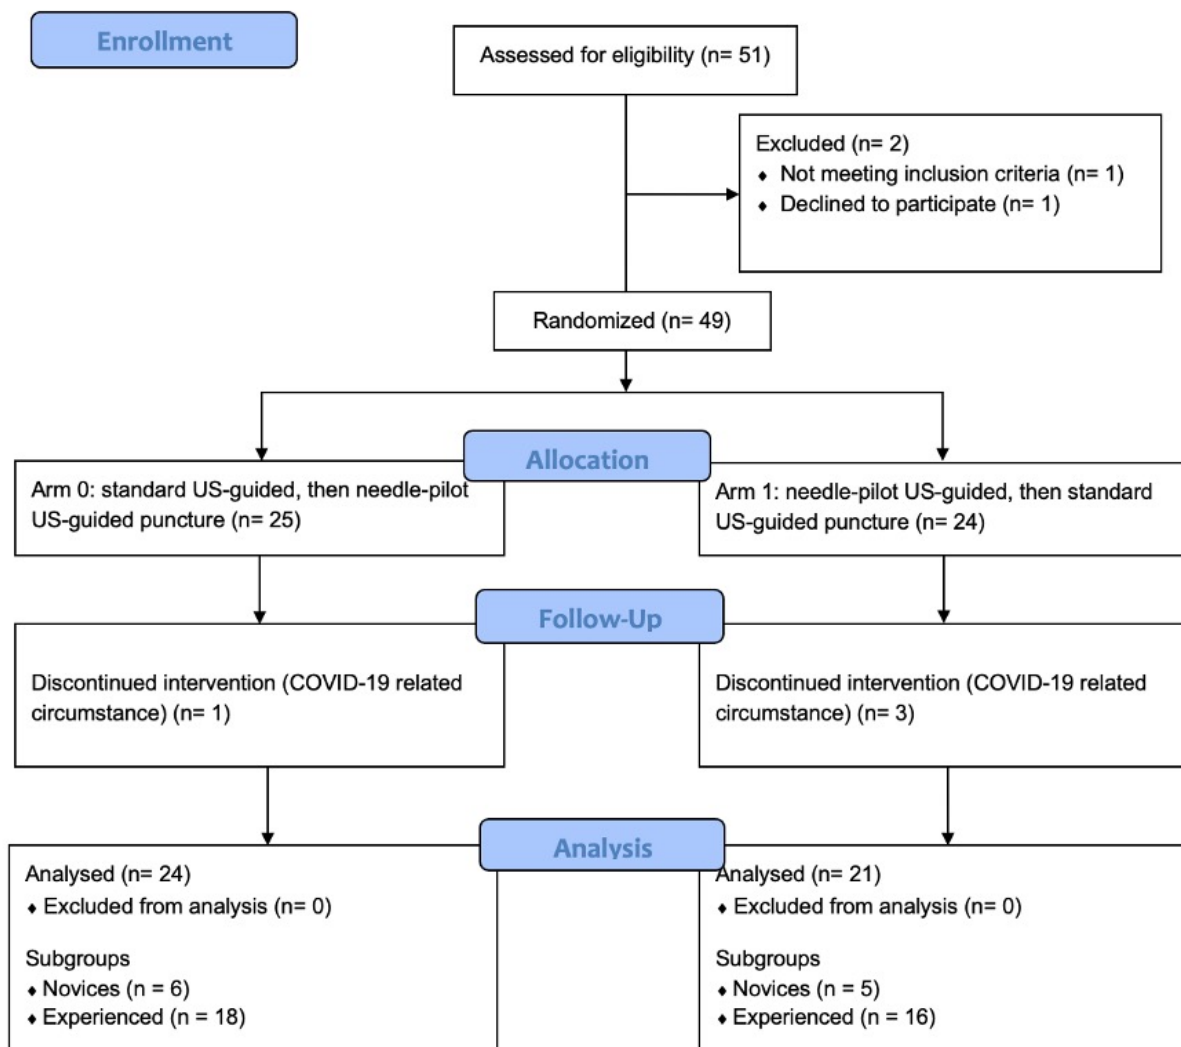 Enrollment
Assessed for eligibility (n= 51)
Excluded (n= 2)
♦ Not meeting inclusion criteria (n= 1)
♦ Declined to participate (n= 1)
Randomized (n= 49)
Allocation
Arm 0: standard US-guided, then needle-pilot
US-guided puncture (n= 25)
Arm 1: needle-pilot US-guided, then standard
US-guided puncture (n= 24)
Follow-Up
Discontinued intervention (COVID-19 related
circumstance) (n= 1)
Discontinued intervention (COVID-19 related
circumstance) (n= 3)
Analysis
Analysed (n= 24)
♦ Excluded from analysis (n= 0)
Subgroups
♦ Novices (n = 6)
♦ Experienced (n = 18)
Analysed (n= 21)
♦ Excluded from analysis (n= 0)
Subgroups
♦ Novices (n = 5)
♦ Experienced (n = 16)